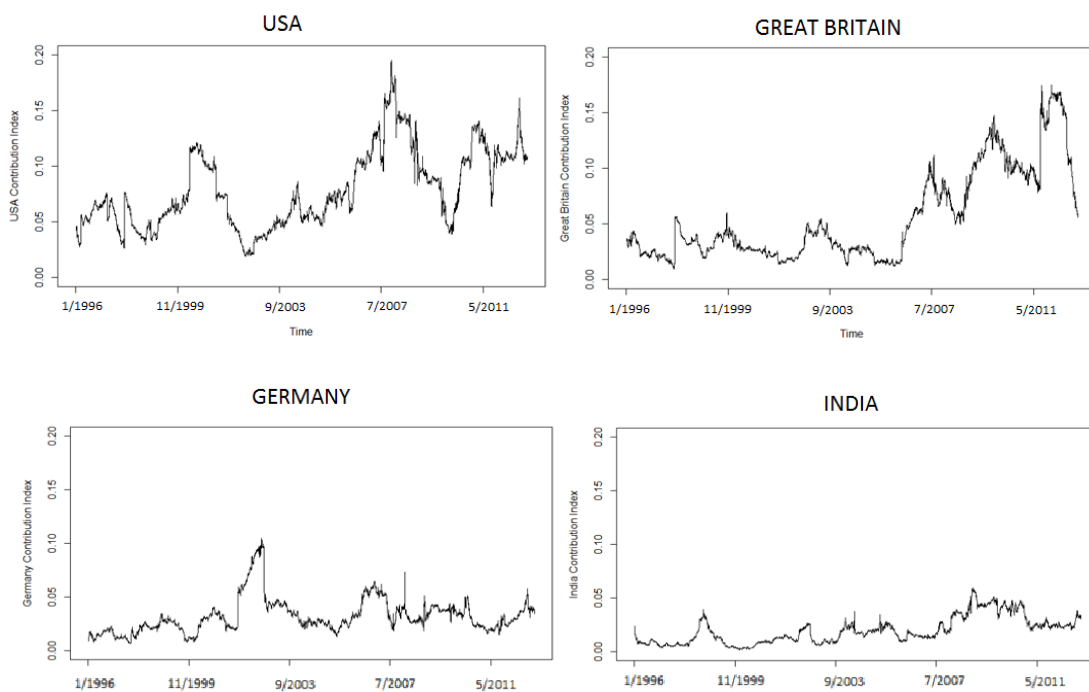 USA
USA Contribution Index
0.20
0.15
0.10
0.05
0.00
1/1996 11/1999 9/2003 7/2007 5/2011
Time
GREAT BRITAIN
Great Britain Contribution Index
0.20
0.15
0.10
0.05
0.00
1/1996 11/1999 9/2003 7/2007 5/2011
Time
GERMANY
Germany Contribution Index
0.20
0.15
0.10
0.05
0.00
1/1996 11/1999 9/2003 7/2007 5/2011
INDIA
India Contribution Index
0.20
0.15
0.10
0.05
0.00
1/1996 11/1999 9/2003 7/2007 5/2011